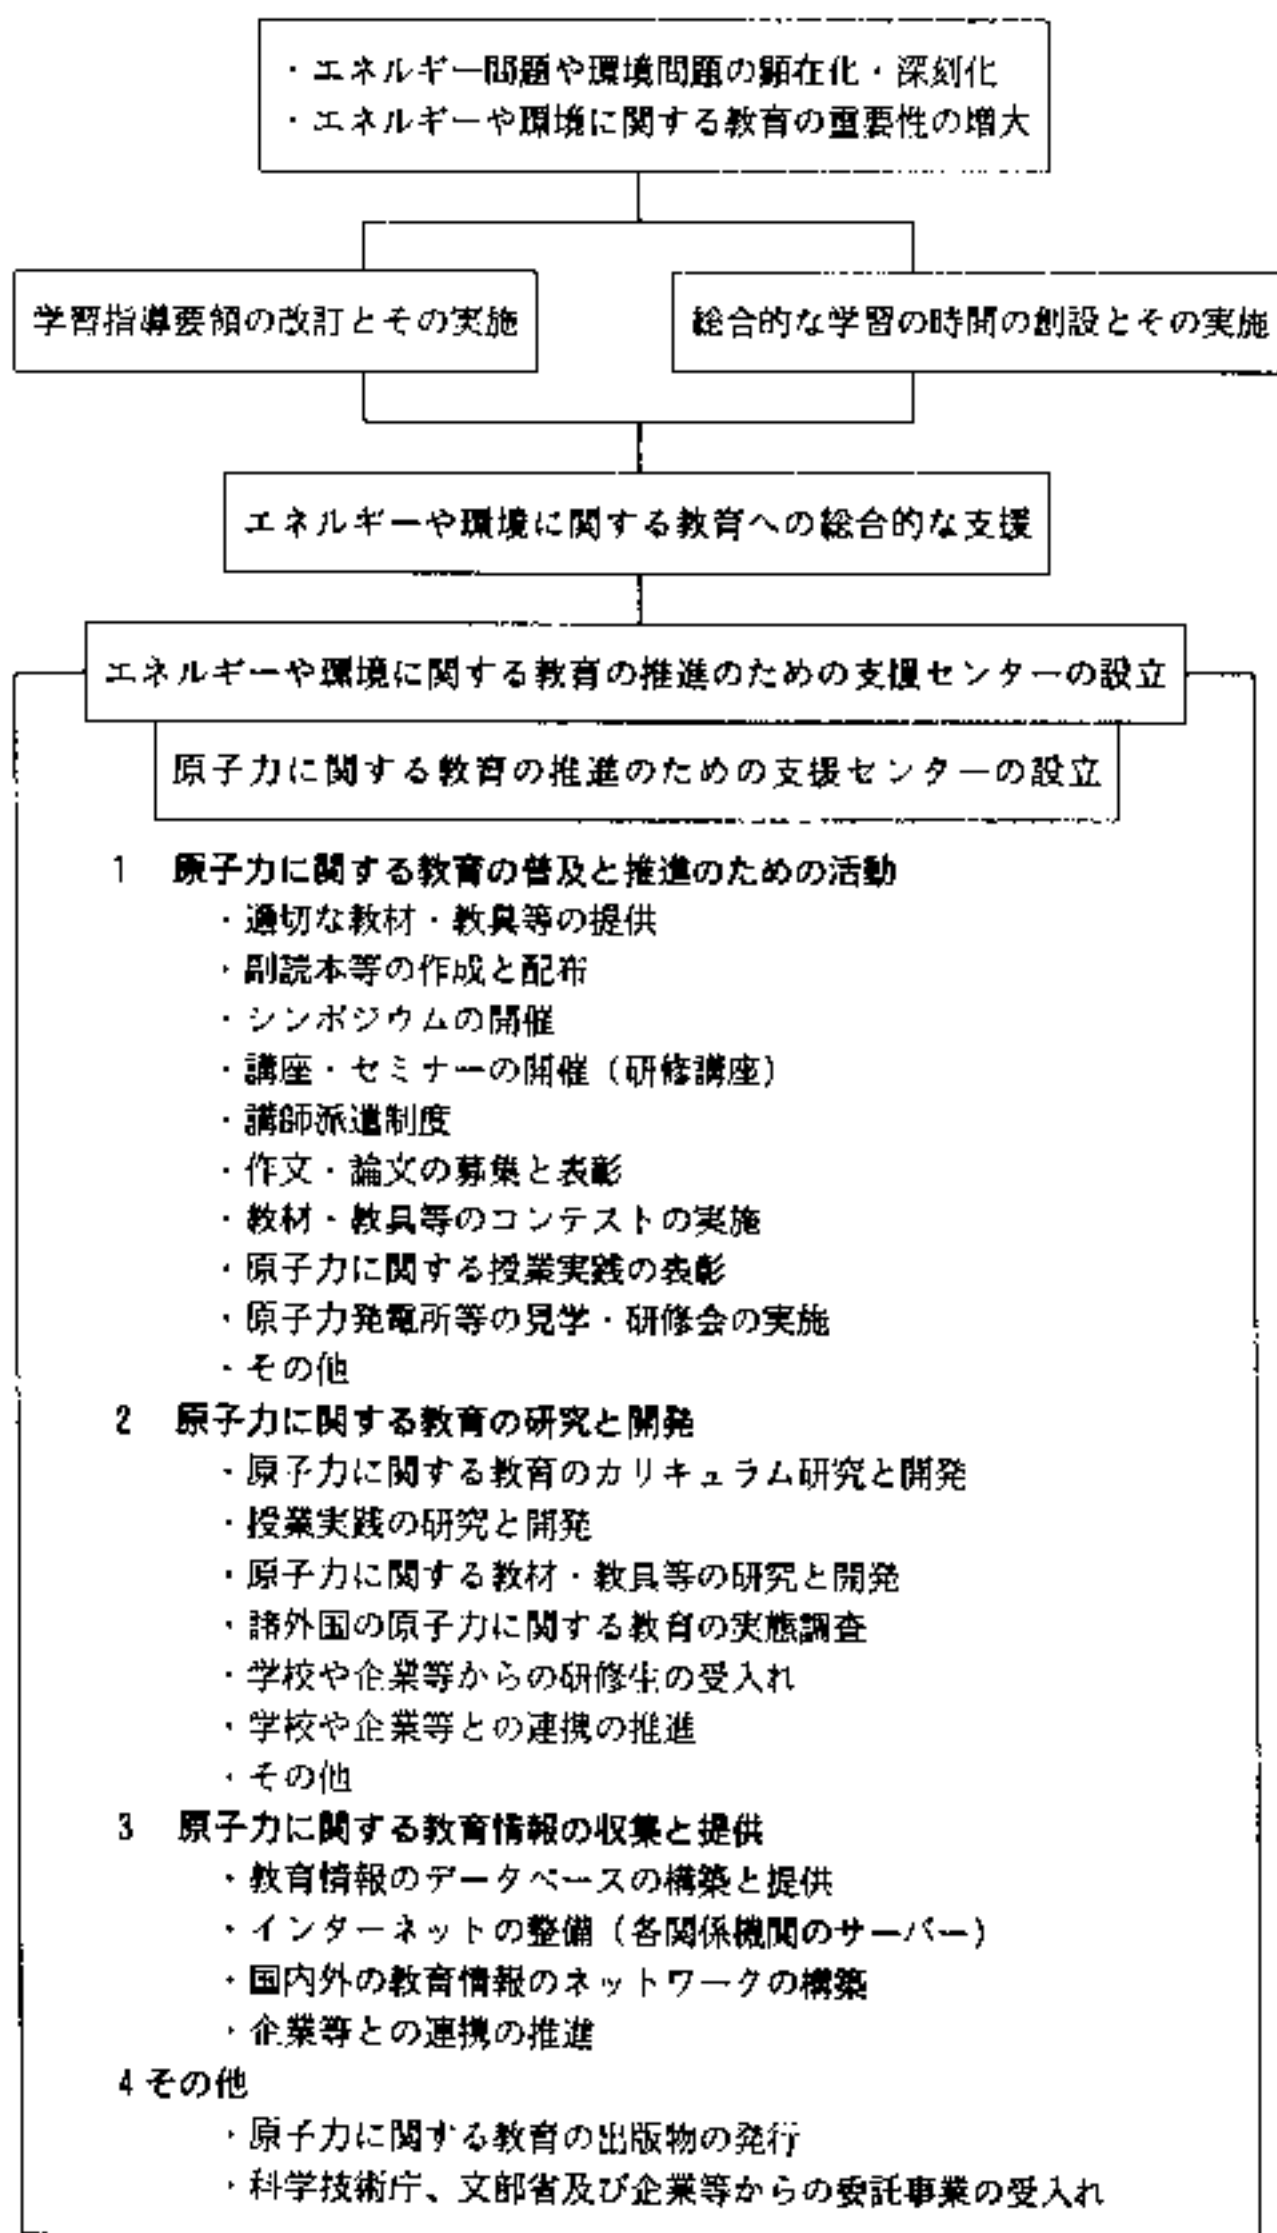 ・エネルギー問題や環境問題の顕在化・深刻化
・エネルギーや環境に関する教育の重要性の増大
学習指導要領の改訂とその実施
総合的な学習の時間の創設とその実施
エネルギーや環境に関する教育への総合的な支援
エネルギーや環境に関する教育の推進のための支援センターの設立
原子力に関する教育の推進のための支援センターの設立
1 原子力に関する教育の普及と推進のための活動
・適切な教材・教具等の提供
・副読本等の作成と配布
・シンポジウムの開催
・講座・セミナーの開催（研修講座）
・講師派遣制度
・作文・論文の募集と表彰
・教材・教具等のコンテストの実施
・原子力に関する授業実践の表彰
・原子力発電所等の見学・研修会の実施
・その他
2 原子力に関する教育の研究と開発
・原子力に関する教育のカリキュラム研究と開発
・授業実践の研究と開発
・原子力に関する教材・教具等の研究と開発
・諸外国の原子力に関する教育の実態調査
・学校や企業等からの研修生の受入れ
・学校や企業等との連携の推進
・その他
3 原子力に関する教育情報の収集と提供
・教育情報のデータベースの構築と提供
・インターネットの整備（各関係機関のサーバー）
・国内外の教育情報のネットワークの構築
・企業等との連携の推進
4 その他
・原子力に関する教育の出版物の発行
・科学技術庁、文部省及び企業等からの委託事業の受入れ